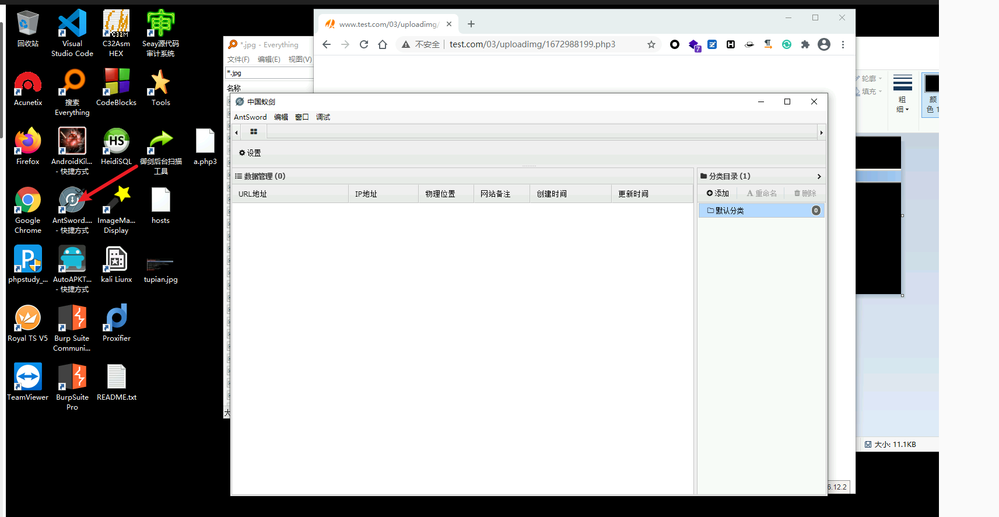 回收站
Visual
Studio Code
C32Asm
HEX
Seay源代码
审计系统
Acunetix
搜索
Everything
CodeBlocks
Tools
Firefox
AndroidKil...
- 快捷方式
HeidiSQL
御剑后台扫描
工具
a.php3
Google
Chrome
AntSword....
- 快捷方式
ImageMa...
Display
hosts
phpstudy_...
AutoAPKT...
- 快捷方式
kali Liunx
tupian.jpg
Royal TS V5
Burp Suite
Communi...
Proxifier
TeamViewer
BurpSuite
Pro
README.txt
*.jpg - Everything
文件(F) 编辑(E) 视图(V)
*.jpg
名称
www.test.com/03/uploadimg/
不安全 | test.com/03/uploadimg/1672988199.php3
7
中国蚁剑
AntSword 编辑 窗口 调试
设置
数据管理 (0)
URL地址 IP地址 物理位置 网站备注 创建时间 更新时间
分类目录 (1)
添加 重命名 删除
默认分类 0
轮廓
填充
粗
细
颜
色 1
大小: 11.1KB
6.12.2